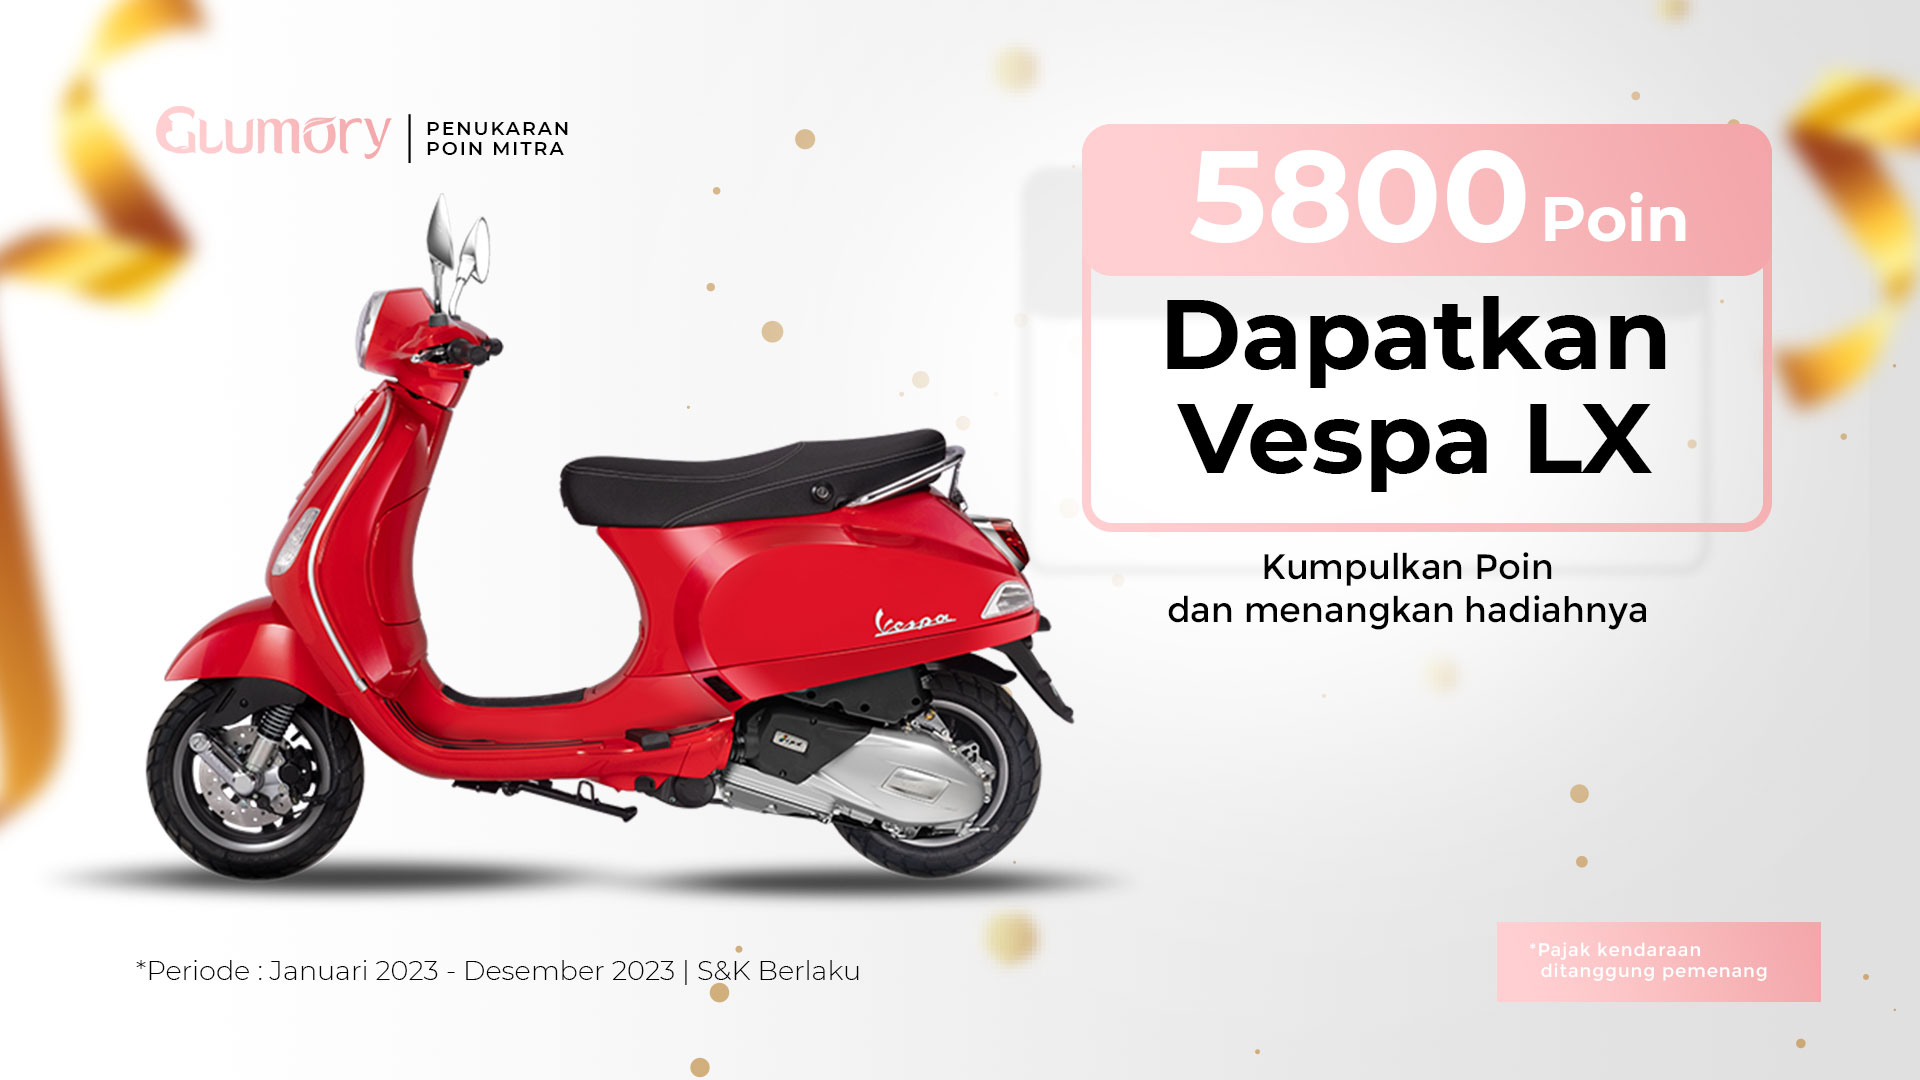 Glumory
PENUKARAN
POIN MITRA
5800 Poin
Dapatkan
Vespa LX
Kumpulkan Poin
dan menangkan hadiahnya
Vespa
*Periode : Januari 2023 - Desember 2023 | S&K Berlaku
*Pajak kendaraan
ditanggung pemenang